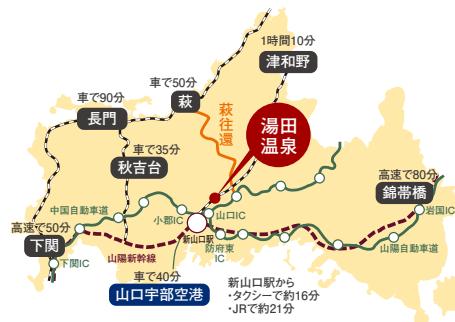 1時間10分
津和野
車で50分
萩
車で90分
長門
萩往還
湯田
温泉
車で35分
秋吉台
高速で80分
錦帯橋
中国自動車道
小郡IC
山口IC
岩国IC
新山口駅
高速で50分
下関
下関IC
山陽新幹線
防府東
IC
山陽自動車道
車で40分
山口宇部空港
新山口駅から
・タクシーで約16分
・JRで約21分